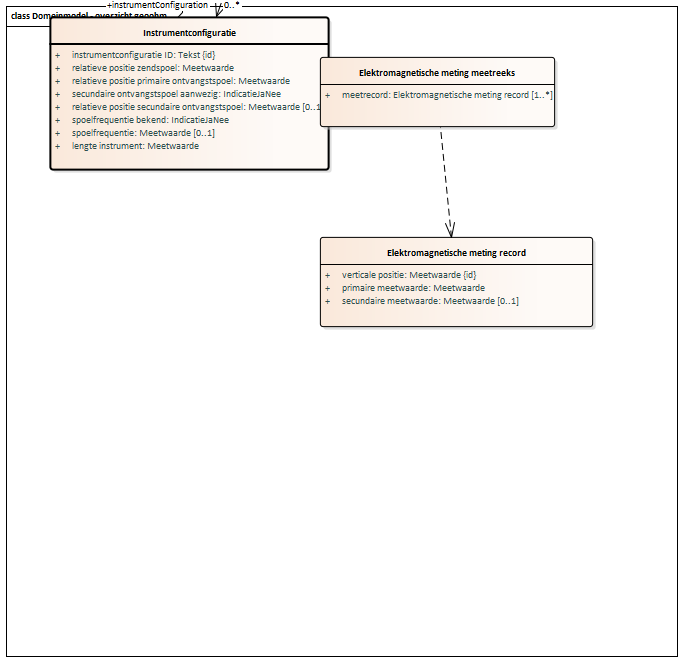 +instrumentConfiguration 0..*
class Domeinmodel - overzicht geohm
Instrumentconfiguratie
+ instrumentconfiguratie ID: Tekst {id}
+ relatieve positie zendspoel: Meetwaarde
+ relatieve positie primaire ontvangstspoel: Meetwaarde
+ secundaire ontvangstspoel aanwezig: IndicatieJaNee
+ relatieve positie secundaire ontvangstspoel: Meetwaarde [0..1
+ spoelfrequentie bekend: IndicatieJaNee
+ spoelfrequentie: Meetwaarde [0..1]
+ lengte instrument: Meetwaarde
Elektromagnetische meting meetreeks
+ meetrecord: Elektromagnetische meting record [1..*]
Elektromagnetische meting record
+ verticale positie: Meetwaarde {id}
+ primaire meetwaarde: Meetwaarde
+ secundaire meetwaarde: Meetwaarde [0..1]